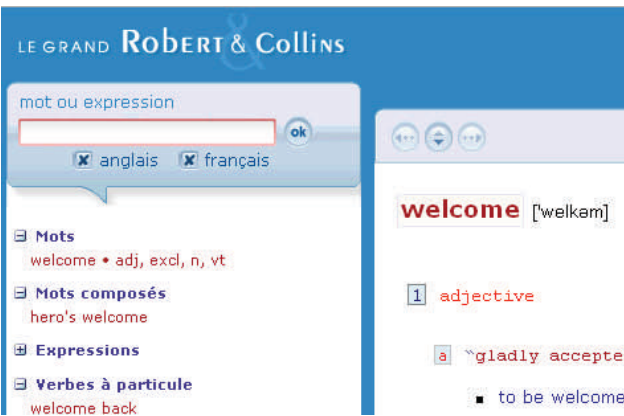 LE GRAND ROBERT & COLLINS
mot ou expression
ok
anglais français
Mots
welcome • adj, excl, n, vt
Mots composés
hero's welcome
Expressions
Verbes à particule
welcome back
welcome ['welkəm]
1 adjective
a "gladly accepte
▪ to be welcome